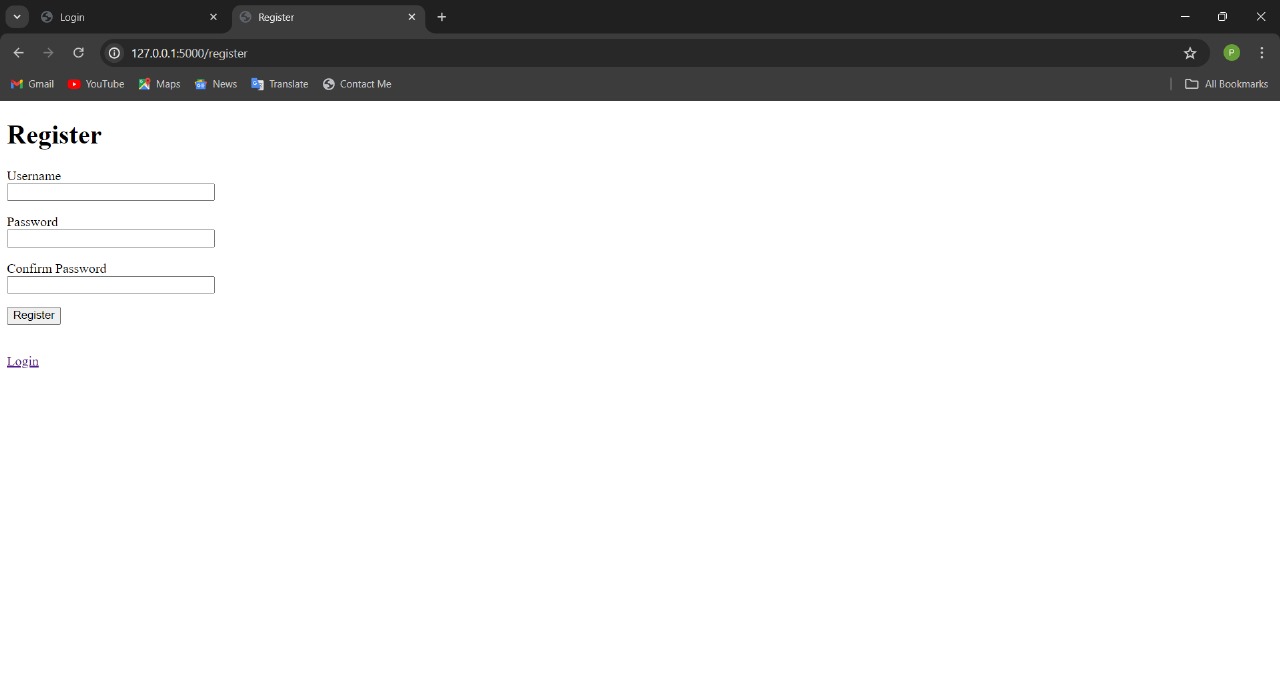 Login
Register
127.0.0.1:5000/register
P
Gmail YouTube Maps News Translate Contact Me All Bookmarks
Register
Username
Password
Confirm Password
Register
Login